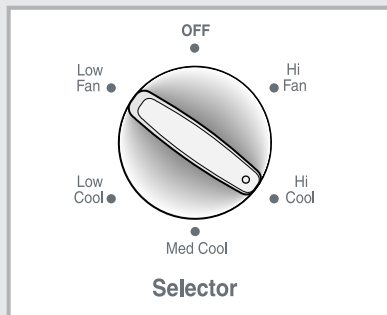 OFF
Low
Fan
Hi
Fan
Low
Cool
Hi
Cool
Med Cool
Selector